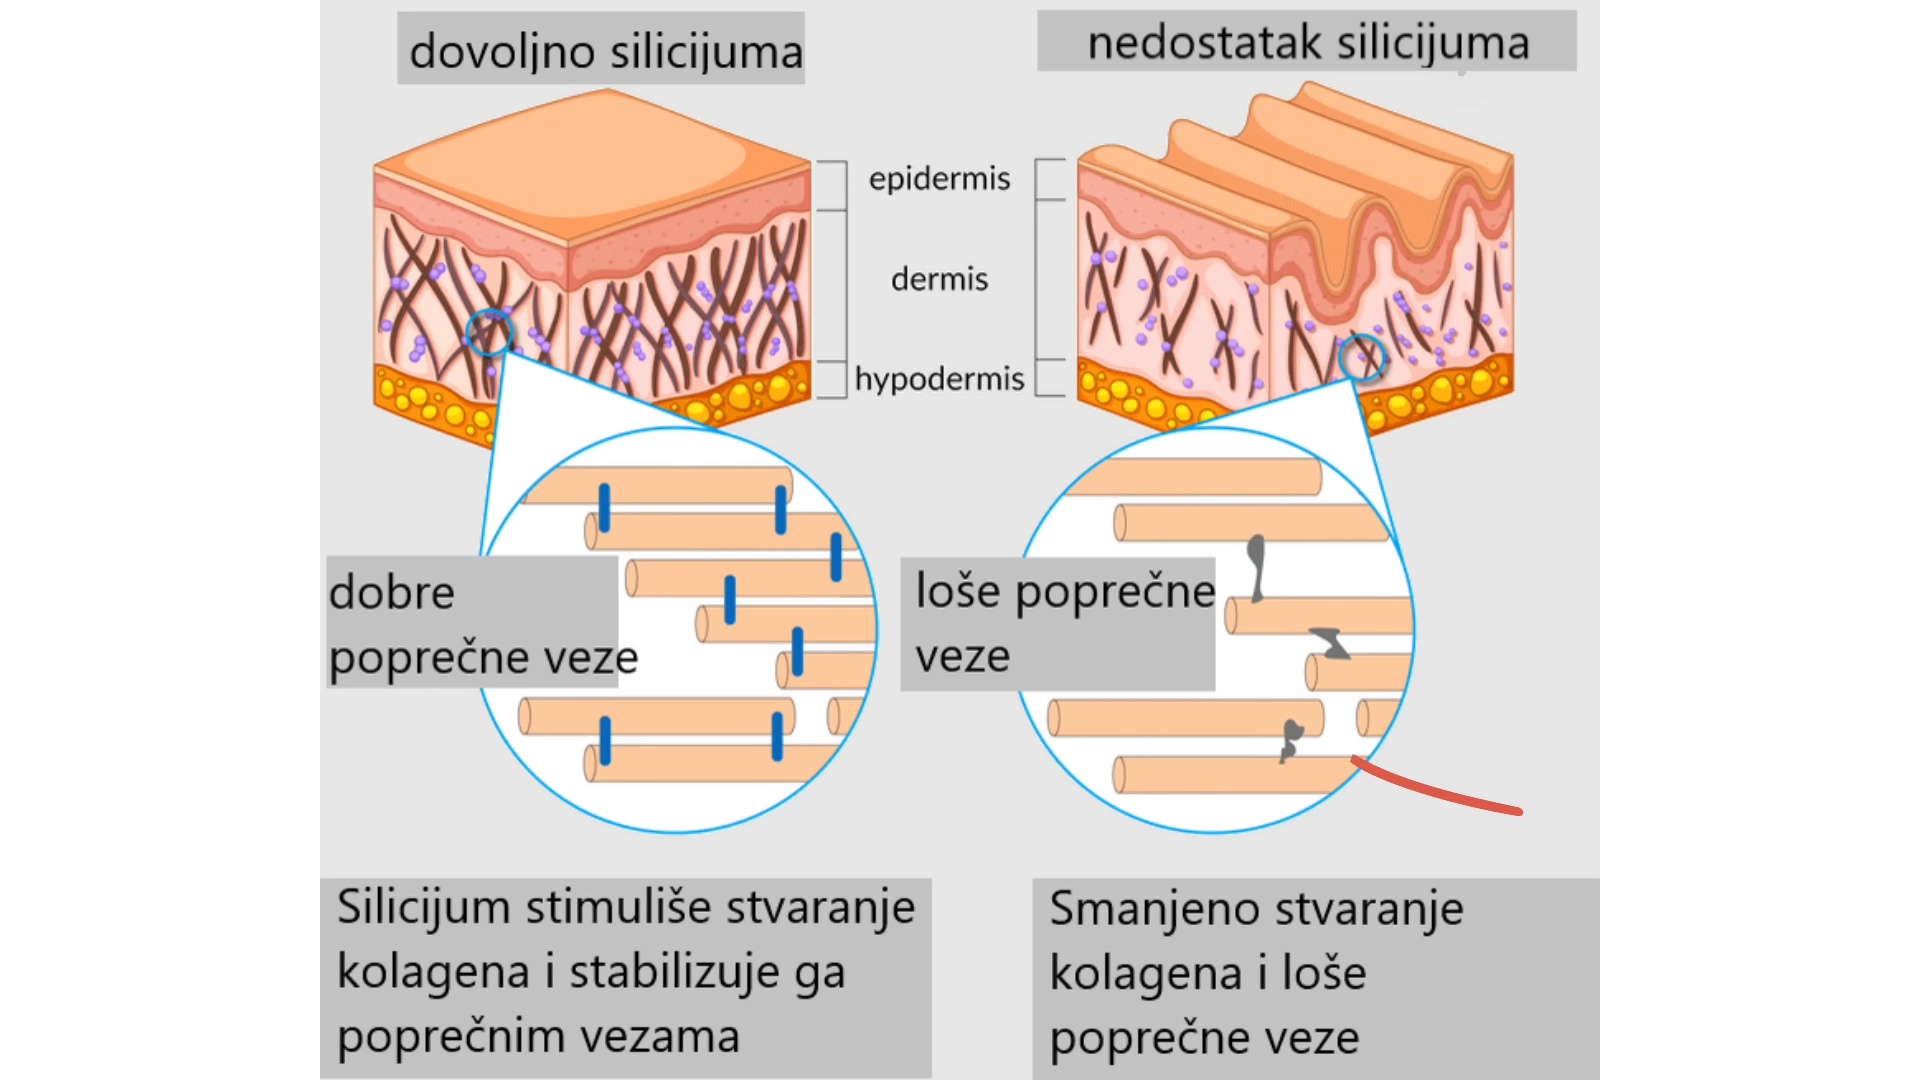 dovoljno silicijuma
nedostatak silicijuma
epidermis
dermis
hypodermis
dobre
poprečne veze
loše poprečne
veze
Silicijum stimuliše stvaranje
kolagena i stabilizuje ga
poprečnim vezama
Smanjeno stvaranje
kolagena i loše
poprečne veze